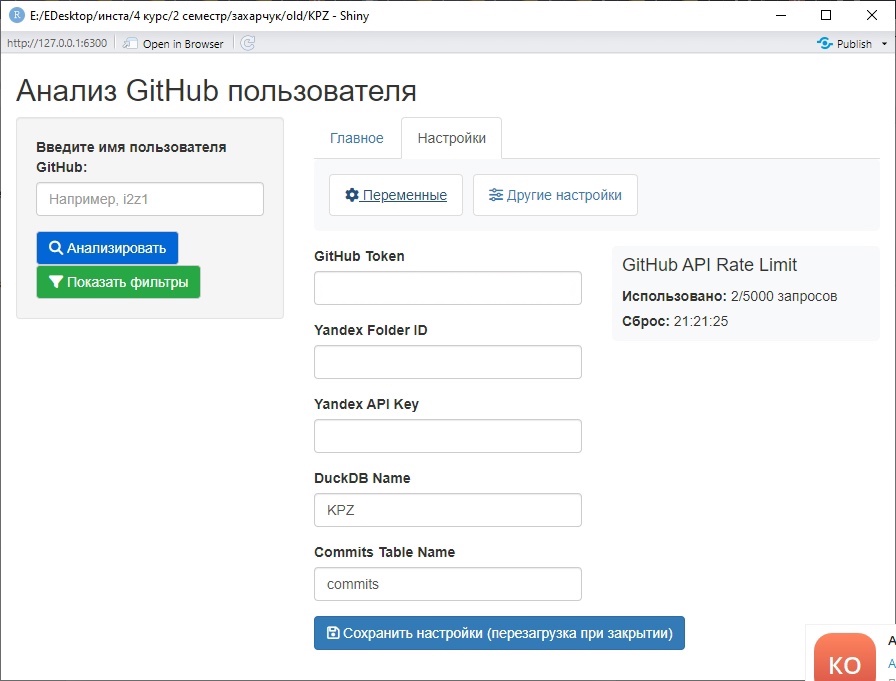 E:/EDesktop/инста/4 курс/2 семестр/захарчук/old/KPZ - Shiny
http://127.0.0.1:6300 Open in Browser Publish
Анализ GitHub пользователя
Введите имя пользователя
GitHub:
Например, i2z1
Анализировать
Показать фильтры
Главное Настройки
Переменные Другие настройки
GitHub Token
Yandex Folder ID
Yandex API Key
DuckDB Name
KPZ
Commits Table Name
commits
Сохранить настройки (перезагрузка при закрытии)
GitHub API Rate Limit
Использовано: 2/5000 запросов
Сброс: 21:21:25
КО